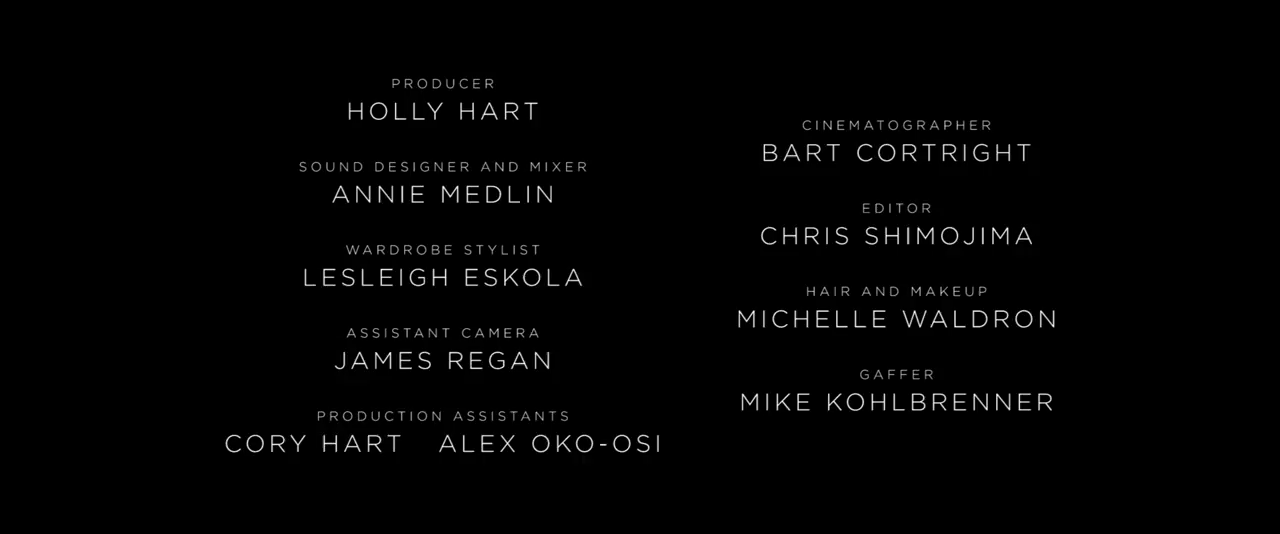 PRODUCER
HOLLY HART
SOUND DESIGNER AND MIXER
ANNIE MEDLIN
WARDROBE STYLIST
LESLEIGH ESKOLA
ASSISTANT CAMERA
JAMES REGAN
PRODUCTION ASSISTANTS
CORY HART ALEX OKO-OSI
CINEMATOGRAPHER
BART CORTRIGHT
EDITOR
CHRIS SHIMOJIMA
HAIR AND MAKEUP
MICHELLE WALDRON
GAFFER
MIKE KOHLBRENNER